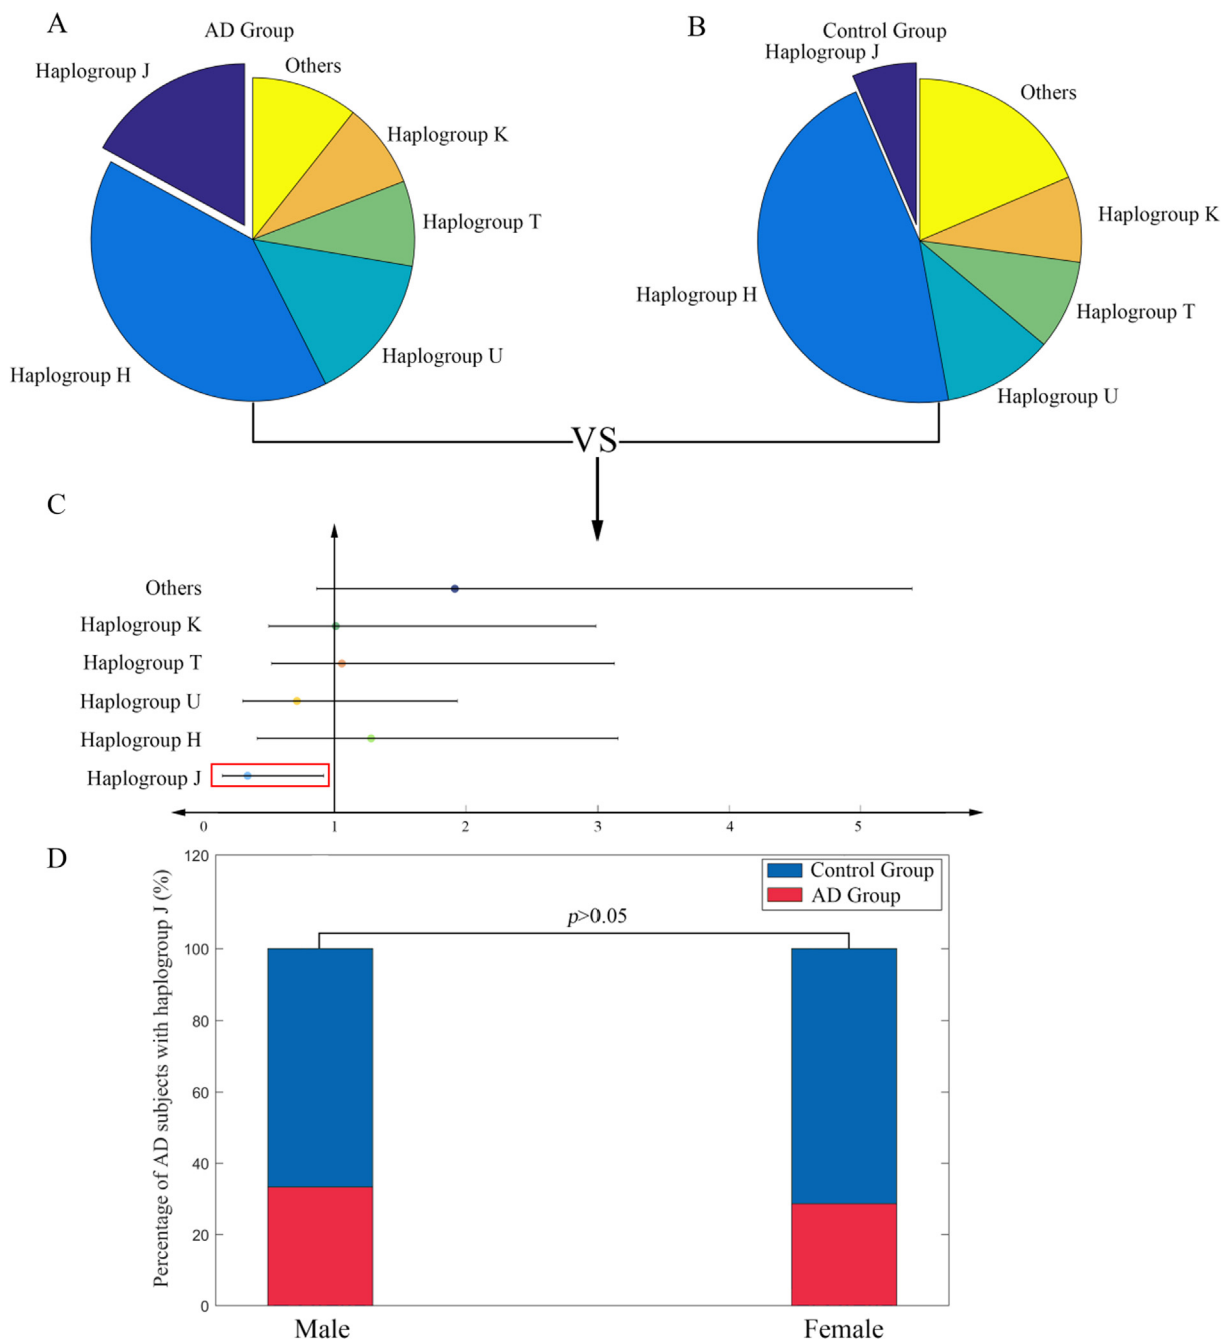 A
AD Group
Haplogroup J
Others
Haplogroup K
Haplogroup T
Haplogroup U
Haplogroup H
B
Control Group
Haplogroup J
Others
Haplogroup K
Haplogroup T
Haplogroup U
Haplogroup H
VS
C
Others
Haplogroup K
Haplogroup T
Haplogroup U
Haplogroup H
Haplogroup J
0 1 2 3 4 5
D
Percentage of AD subjects with haplogroup J (%)
120
100
80
60
40
20
0
Control Group
AD Group
p>0.05
Male Female